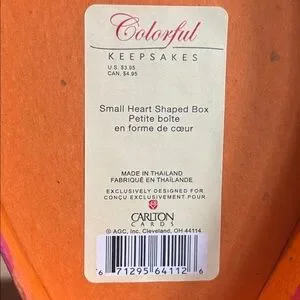 Colorful
KEEPSAKES
U.S. $3.95
CAN. $4.95
Small Heart Shaped Box
Petite boîte
en forme de cœur
MADE IN THAILAND
FABRIQUÉ EN THAÏLANDE
EXCLUSIVELY DESIGNED FOR
CONÇU EXCLUSIVEMENT POUR
CARLTON
CARDS
© AGC, Inc. Cleveland, OH 44114
6 71295 64112 6